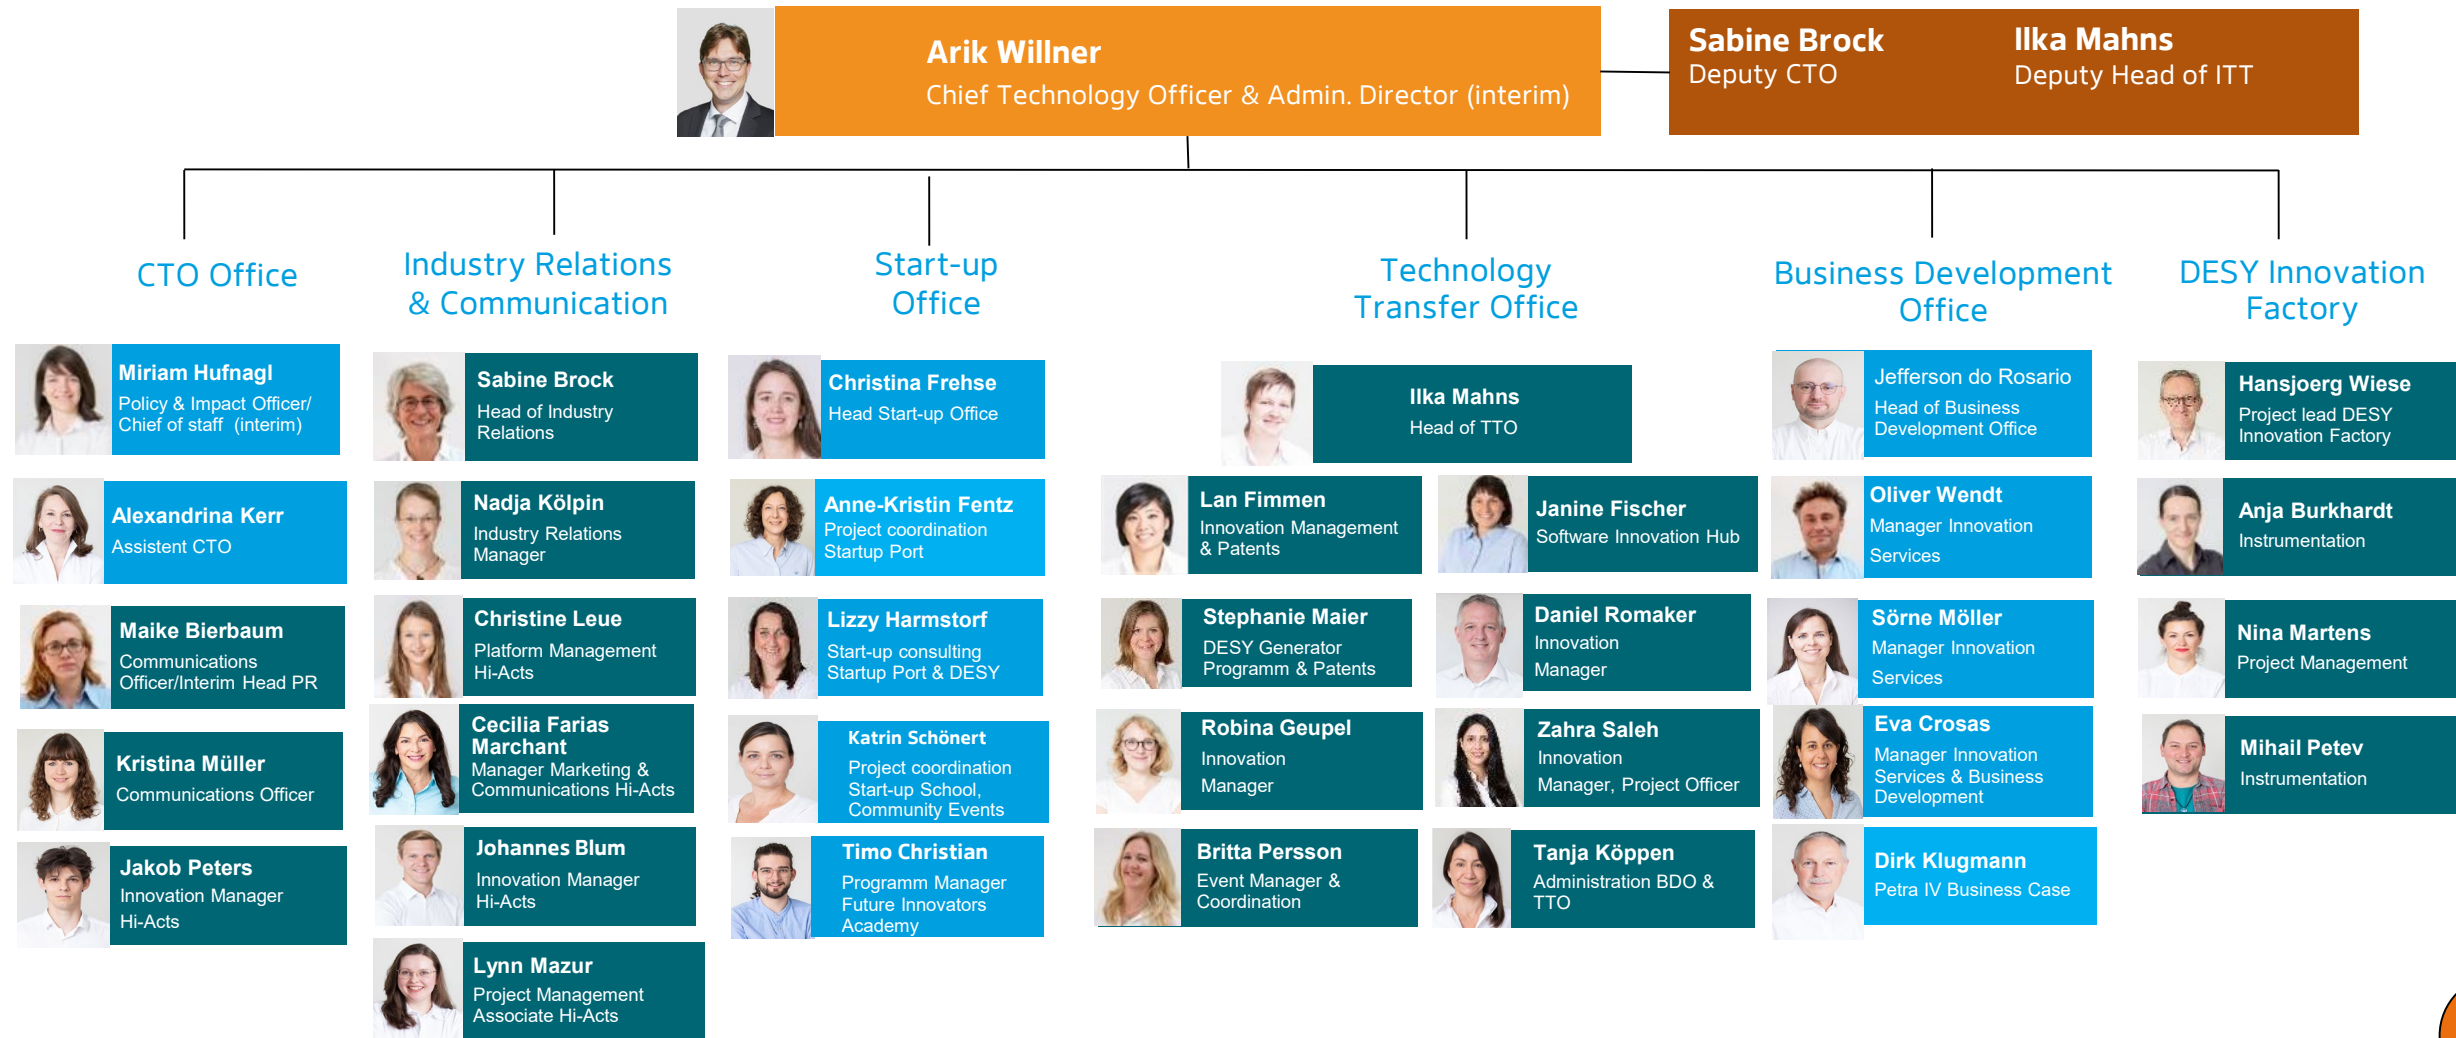 Arik Willner
Chief Technology Officer & Admin. Director (interim)
Sabine Brock
Deputy CTO
Ilka Mahns
Deputy Head of ITT
CTO Office
Miriam Hufnagl
Policy & Impact Officer/
Chief of staff (interim)
Alexandrina Kerr
Assistent CTO
Maike Bierbaum
Communications
Officer/Interim Head PR
Kristina Müller
Communications Officer
Jakob Peters
Innovation Manager
Hi-Acts
Industry Relations
& Communication
Sabine Brock
Head of Industry
Relations
Nadja Kölpin
Industry Relations
Manager
Christine Leue
Platform Management
Hi-Acts
Cecilia Farias
Marchant
Manager Marketing &
Communications Hi-Acts
Johannes Blum
Innovation Manager
Hi-Acts
Lynn Mazur
Project Management
Associate Hi-Acts
Start-up
Office
Christina Frehse
Head Start-up Office
Anne-Kristin Fentz
Project coordination
Startup Port
Lizzy Harmstorf
Start-up consulting
Startup Port & DESY
Katrin Schönert
Project coordination
Start-up School,
Community Events
Timo Christian
Programm Manager
Future Innovators
Academy
Technology
Transfer Office
Ilka Mahns
Head of TTO
Lan Fimmen
Innovation Management
& Patents
Janine Fischer
Software Innovation Hub
Stephanie Maier
DESY Generator
Programm & Patents
Daniel Romaker
Innovation
Manager
Robina Geupel
Innovation
Manager
Zahra Saleh
Innovation
Manager, Project Officer
Britta Persson
Event Manager &
Coordination
Tanja Köppen
Administration BDO &
TTO
Business Development
Office
Jefferson do Rosario
Head of Business
Development Office
Oliver Wendt
Manager Innovation
Services
Sörne Möller
Manager Innovation
Services
Eva Crosas
Manager Innovation
Services & Business
Development
Dirk Klugmann
Petra IV Business Case
DESY Innovation
Factory
Hansjoerg Wiese
Project lead DESY
Innovation Factory
Anja Burkhardt
Instrumentation
Nina Martens
Project Management
Mihail Petev
Instrumentation